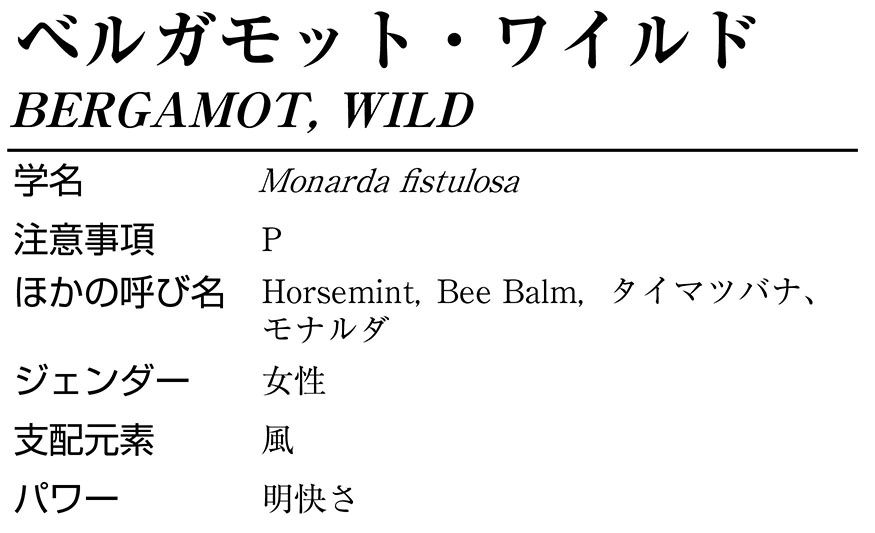 ベルガモット・ワイルド
BERGAMOT, WILD
学名 Monarda fistulosa
注意事項 P
ほかの呼び名 Horsemint, Bee Balm, タイマツバナ、
モナルダ
ジェンダー 女性
支配元素 風
パワー 明快さ